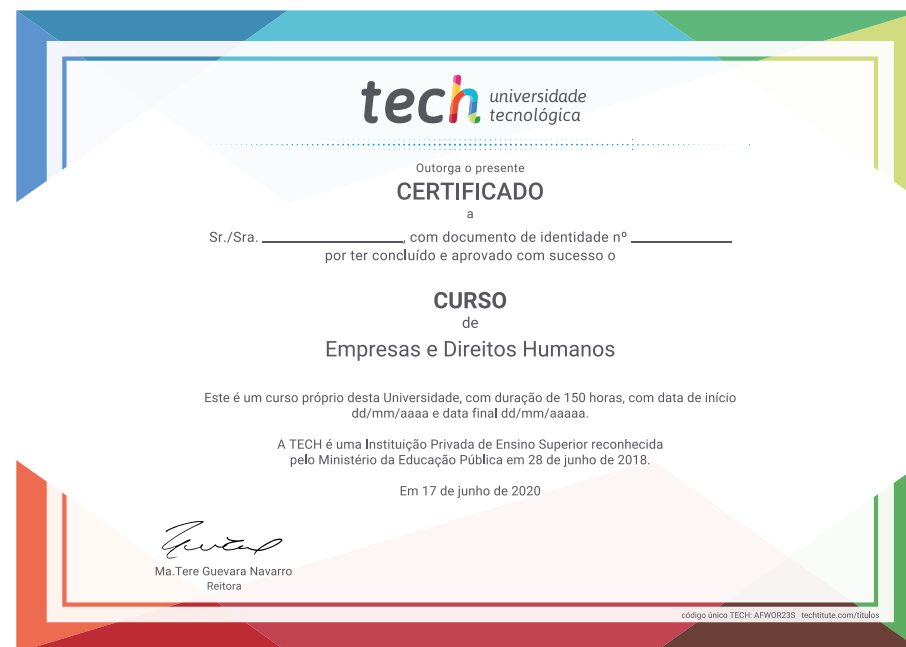 tech universidade
tecnológica
Outorga o presente
CERTIFICADO
a
Sr./Sra. ____________, com documento de identidade nº ____________
por ter concluído e aprovado com sucesso o
CURSO
de
Empresas e Direitos Humanos
Este é um curso próprio desta Universidade, com duração de 150 horas, com data de início
dd/mm/aaaa e data final dd/mm/aaaaa.
A TECH é uma Instituição Privada de Ensino Superior reconhecida
pelo Ministério da Educação Pública em 28 de junho de 2018.
Em 17 de junho de 2020
Ma.Tere Guevara Navarro
Reitora
código único TECH: AFWOR23S techtitute.com/títulos